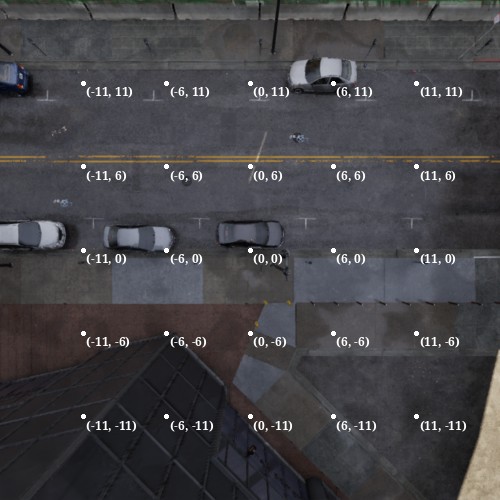 (-11, 11) (-6, 11) (0, 11) (6, 11) (11, 11)
(-11, 6) (-6, 6) (0, 6) (6, 6) (11, 6)
(-11, 0) (-6, 0) (0, 0) (6, 0) (11, 0)
(-11, -6) (-6, -6) (0, -6) (6, -6) (11, -6)
(-11, -11) (-6, -11) (0, -11) (6, -11) (11, -11)